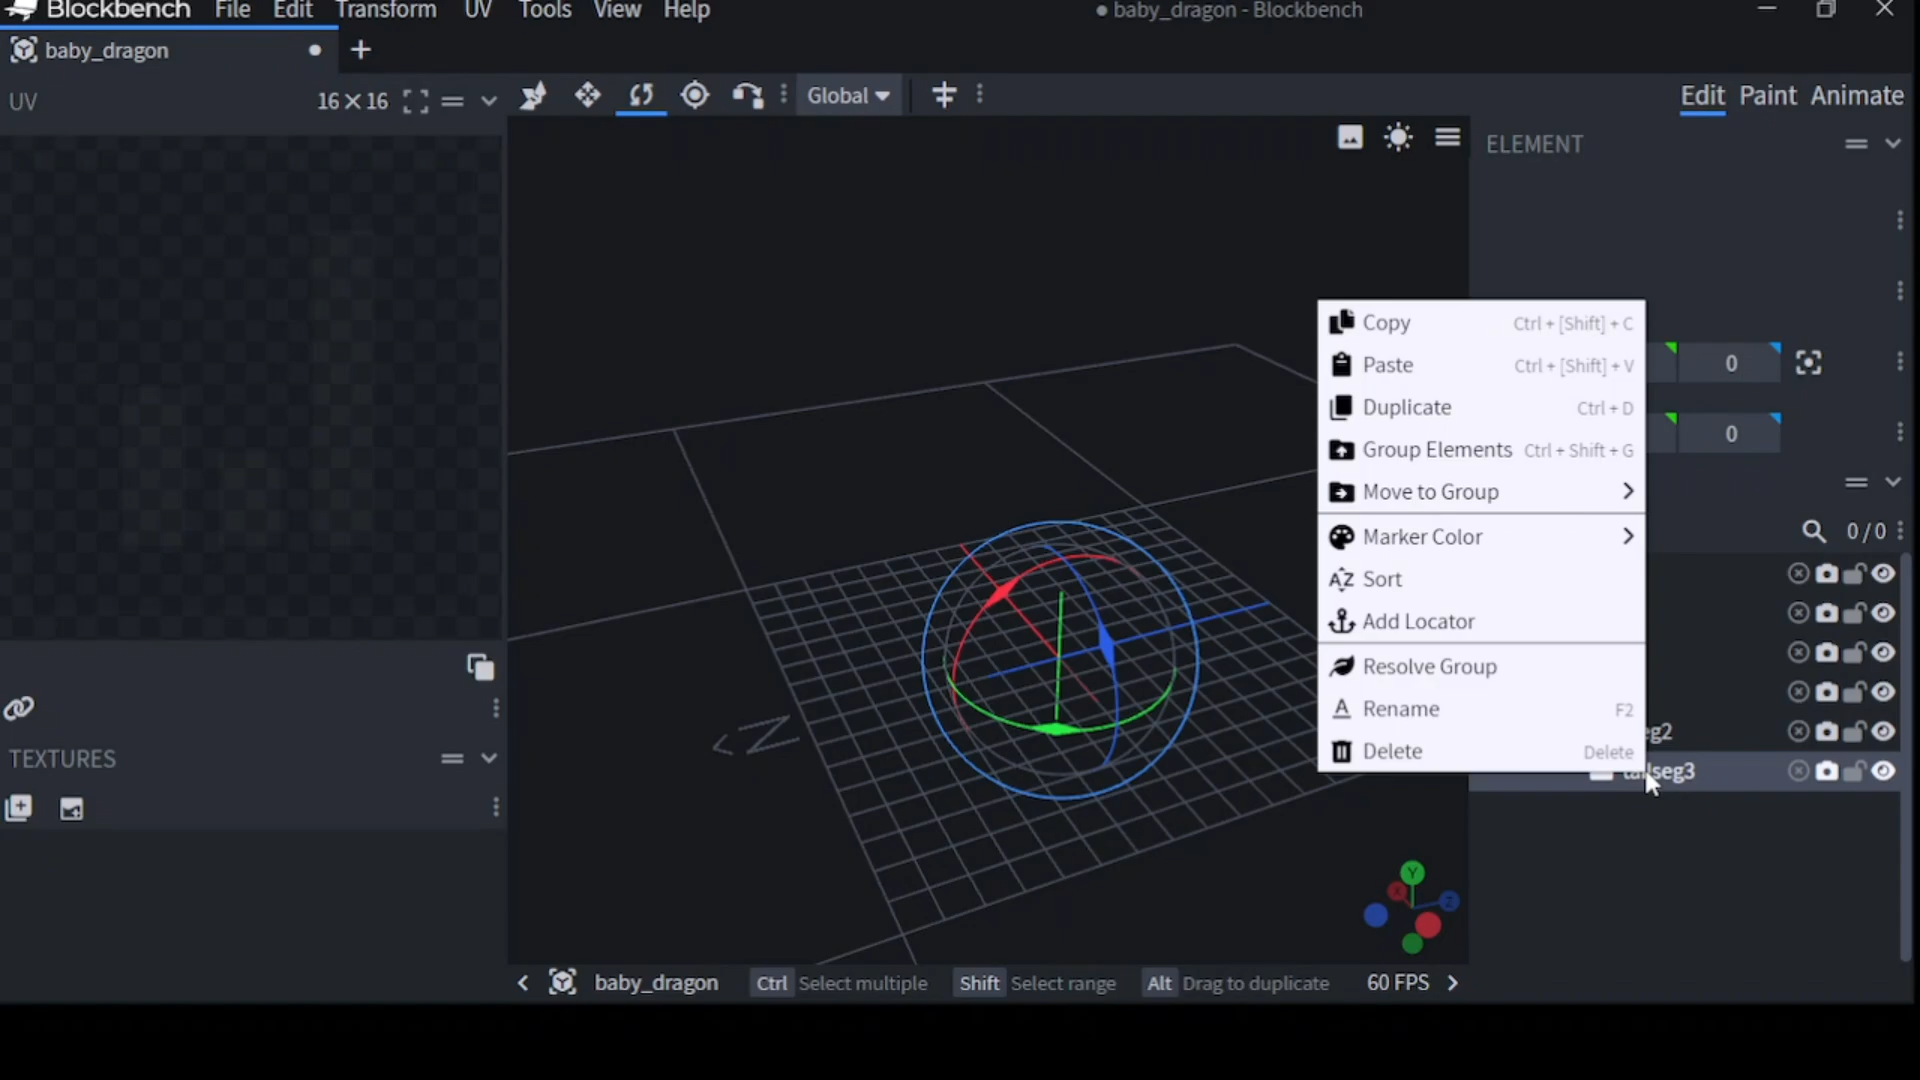 Blockbench File Edit Transform UV Tools View Help
baby_dragon - Blockbench
baby_dragon
UV
16×16
Global
Edit Paint Animate
ELEMENT
0
0
0 / 0
Copy Ctrl + [Shift] + C
Paste Ctrl + [Shift] + V
Duplicate Ctrl + D
Group Elements Ctrl + Shift + G
Move to Group
Marker Color
Sort
Add Locator
Resolve Group
Rename F2
Delete Delete
eg2
tailseg3
TEXTURES
N
Y
X
Z
baby_dragon Ctrl Select multiple Shift Select range Alt Drag to duplicate 60 FPS